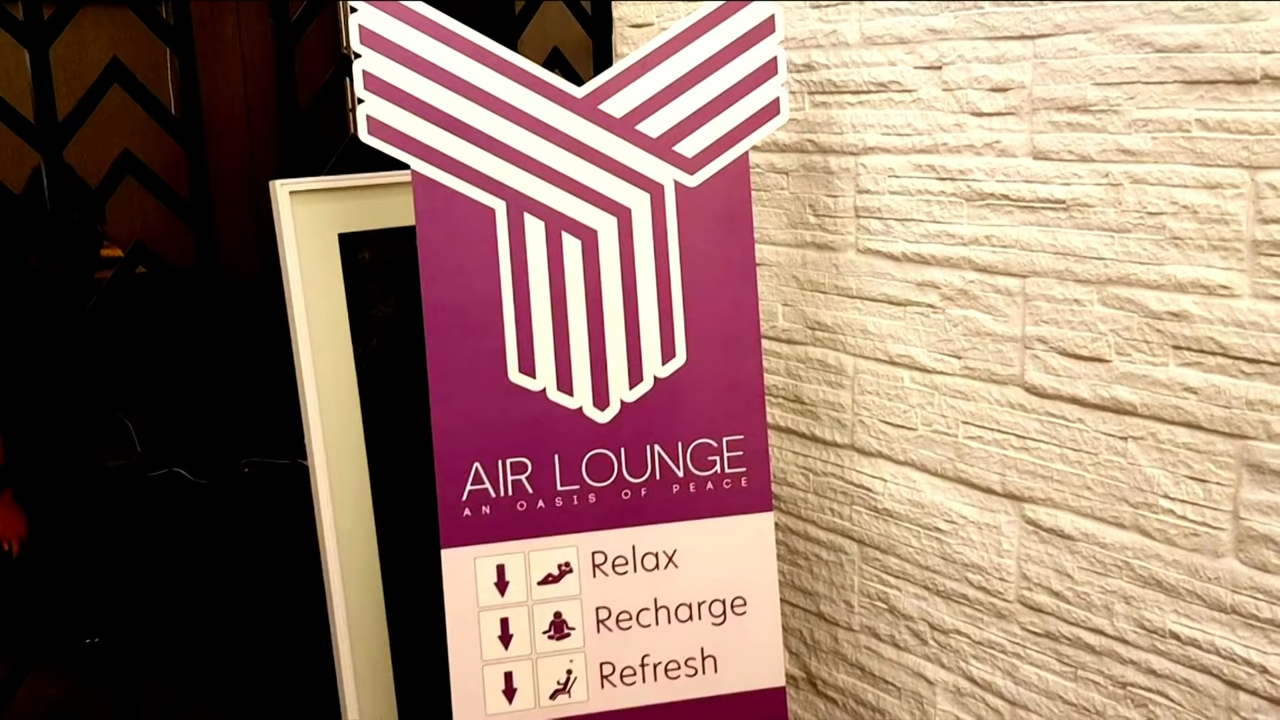 AIR LOUNGE
AN OASIS OF PEACE
Relax
Recharge
Refresh